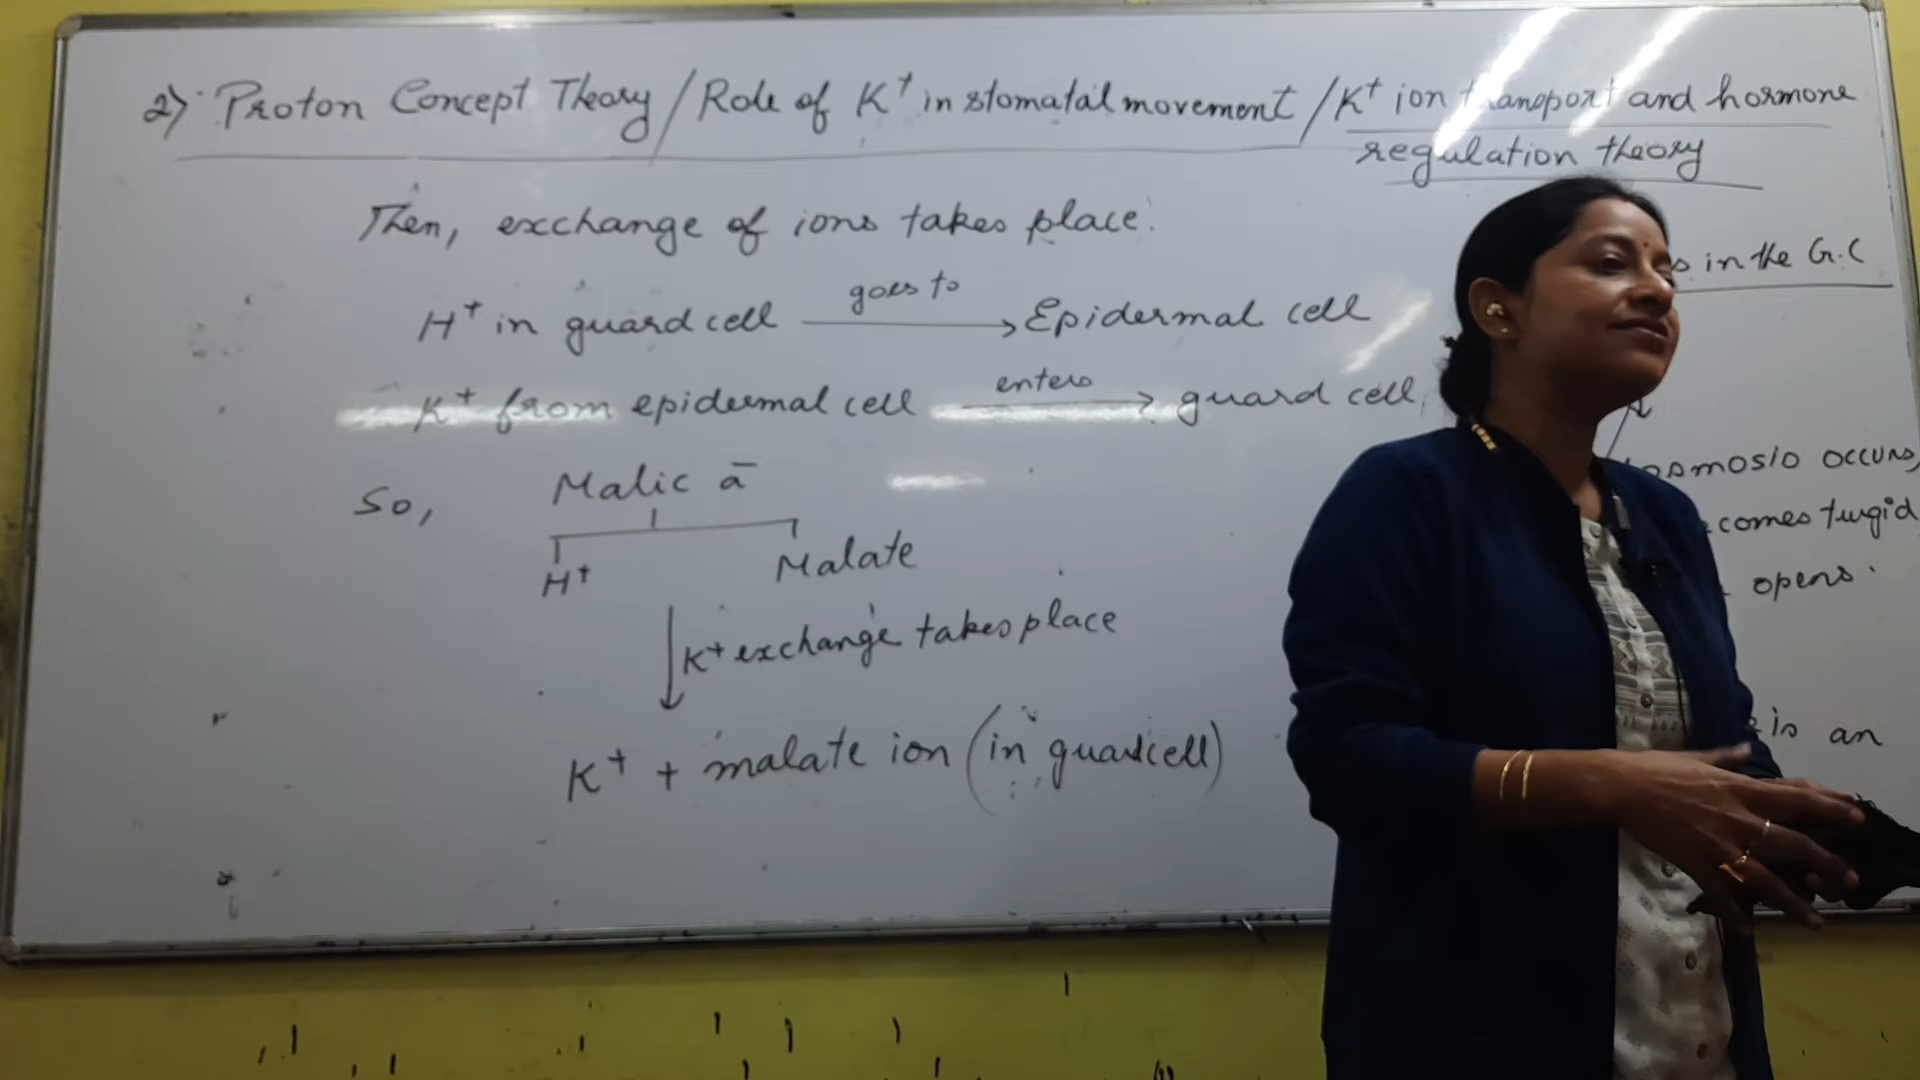 2) Proton Concept Theory / Role of K+ in stomatal movement / K+ ion transport and hormone
regulation theory
Then, exchange of ions takes place.
H+ in guard cell goes to → Epidermal cell
K+ from epidermal cell enters → guard cell,
So, Malic ā
H+ Malate
K+ exchange takes place
K+ + malate ion (in guard cell)
in the G.C
osmosis occurs,
comes turgid,
opens.
is an